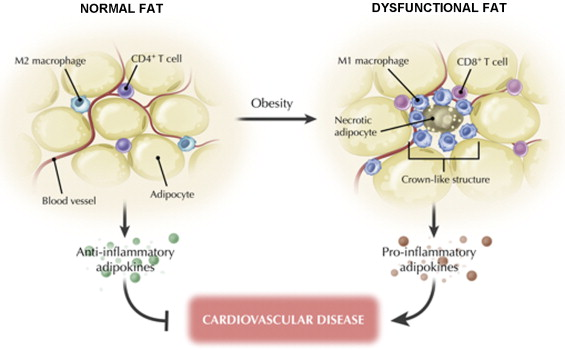 NORMAL FAT
DYSFUNCTIONAL FAT
M2 macrophage
CD4⁺ T cell
Blood vessel
Adipocyte
Obesity
M1 macrophage
CD8⁺ T cell
Necrotic
adipocyte
Crown-like structure
Anti-inflammatory
adipokines
Pro-inflammatory
adipokines
CARDIOVASCULAR DISEASE